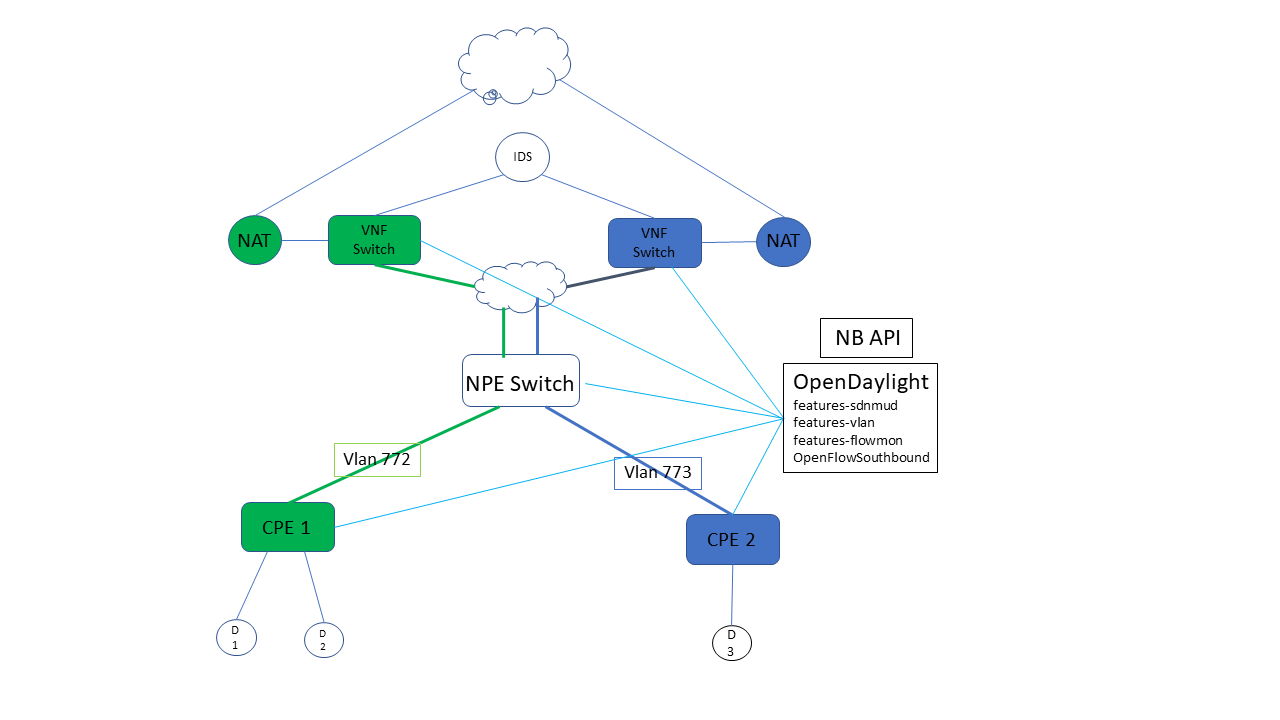 IDS
NAT
VNF
Switch
VNF
Switch
NAT
NB API
NPE Switch
OpenDaylight
features-sdnmud
features-vlan
features-flowmon
OpenFlowSouthbound
Vlan 772
Vlan 773
CPE 1
CPE 2
D
1
D
2
D
3